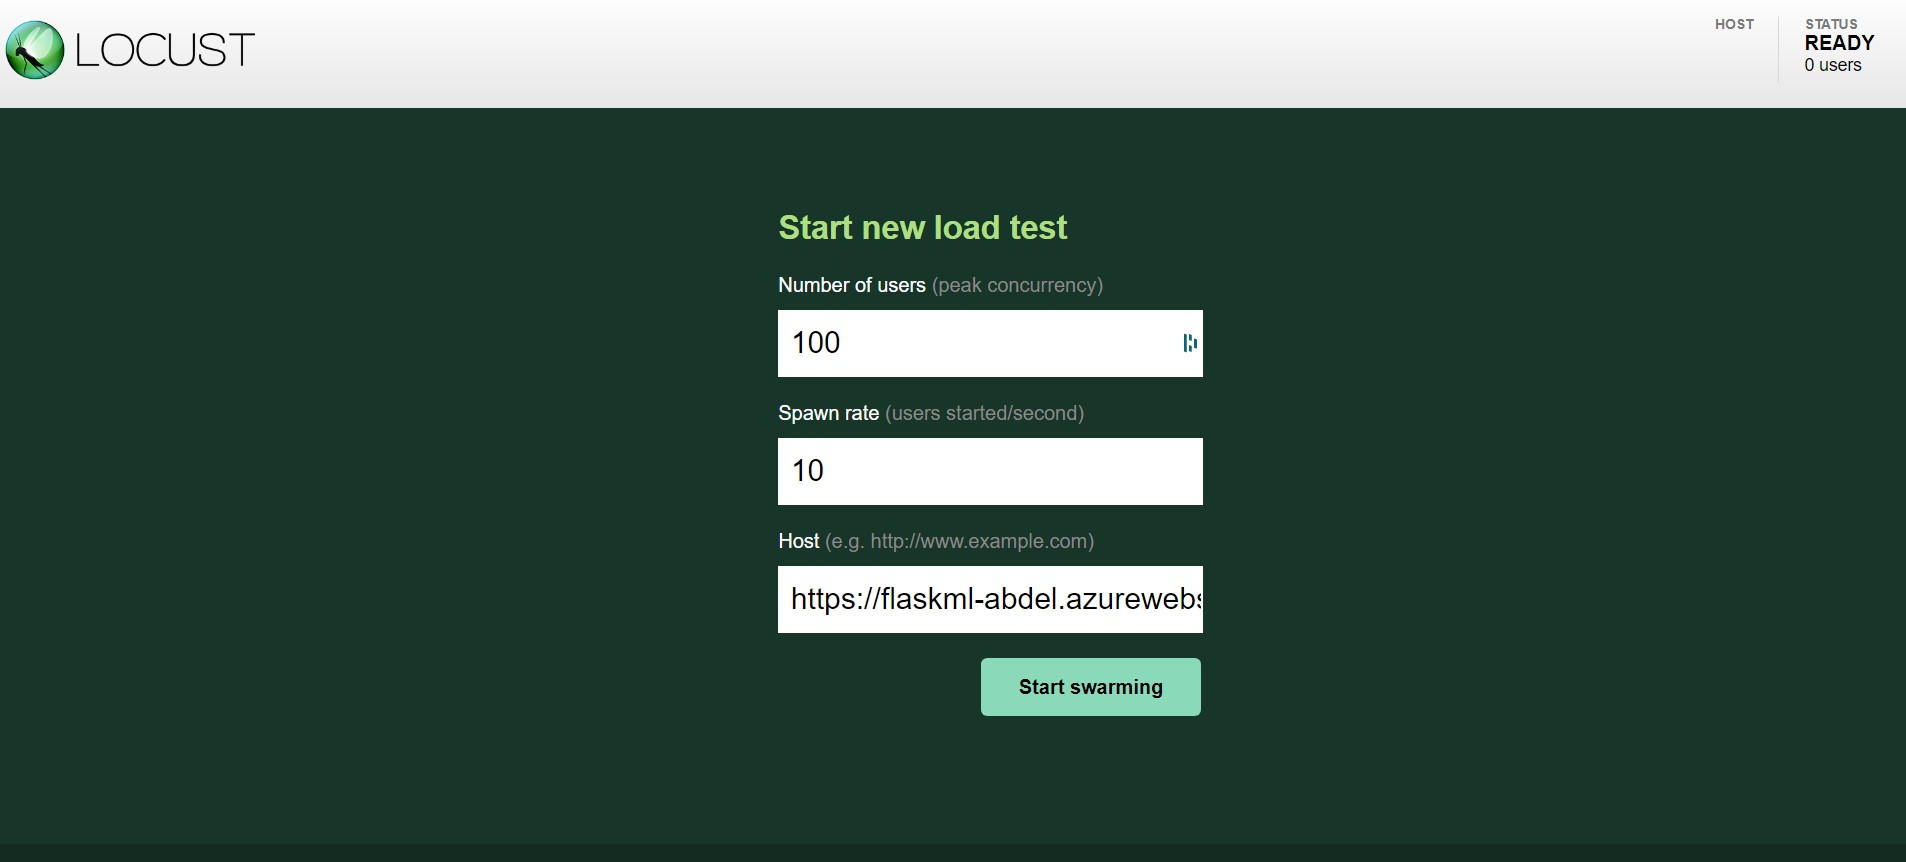 LOCUST
HOST
STATUS
READY
0 users
Start new load test
Number of users (peak concurrency)
100
Spawn rate (users started/second)
10
Host (e.g. http://www.example.com)
https://flaskml-abdel.azurewebs
Start swarming